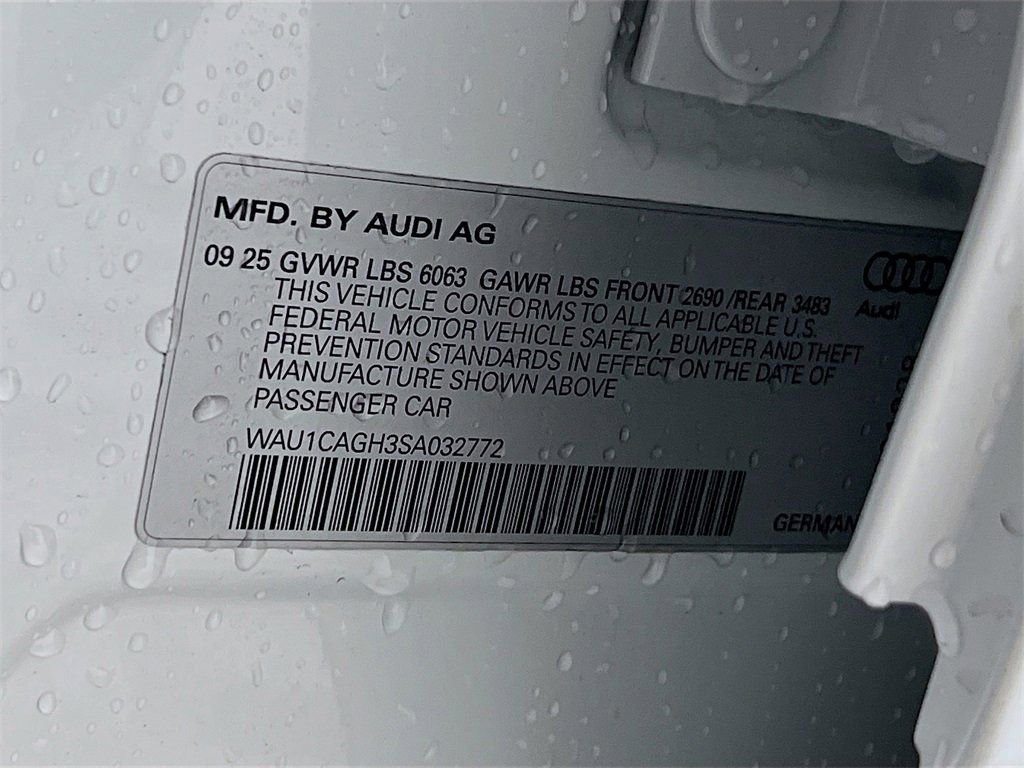 MFD. BY AUDI AG
09 25 GVWR LBS 6063 GAWR LBS FRONT 2690 /REAR 3483
THIS VEHICLE CONFORMS TO ALL APPLICABLE U.S.
FEDERAL MOTOR VEHICLE SAFETY, BUMPER AND THEFT
PREVENTION STANDARDS IN EFFECT ON THE DATE OF
MANUFACTURE SHOWN ABOVE
PASSENGER CAR
WAU1CAGH3SA032772
Audi
GERMAN